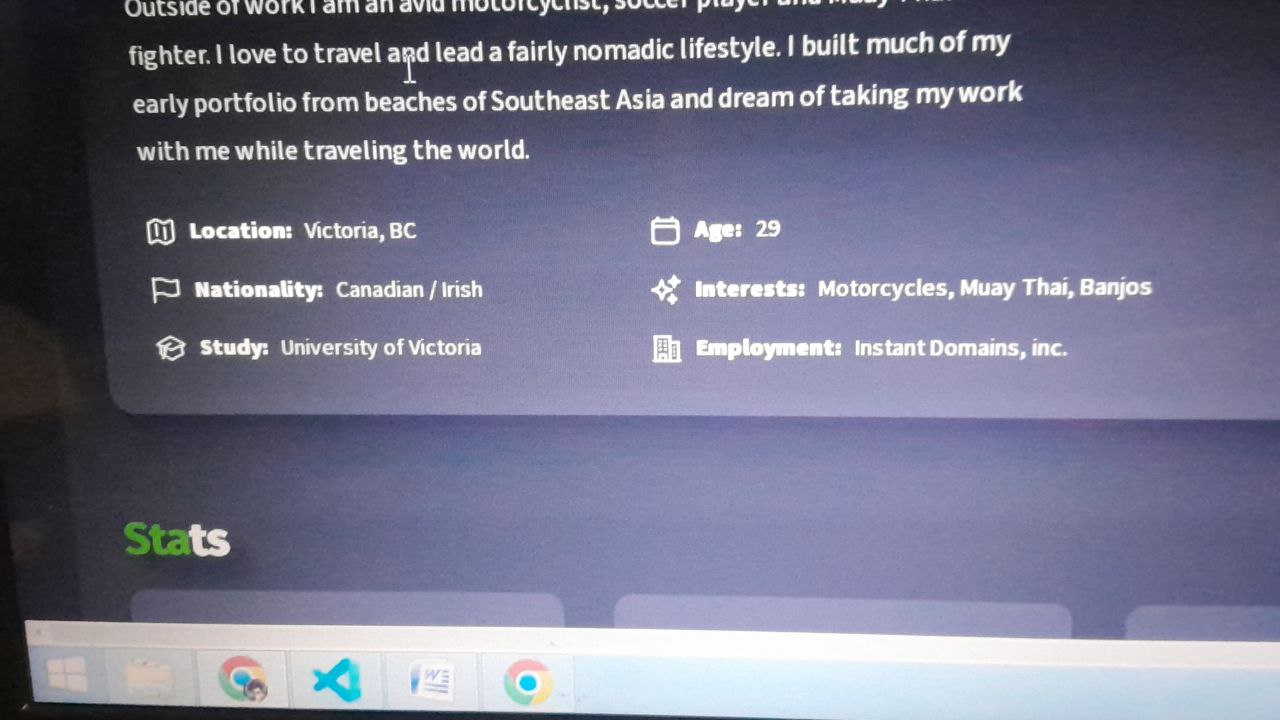 Outside of work I am an avid motorcyclist, soccer player and Muay Thai
fighter. I love to travel and lead a fairly nomadic lifestyle. I built much of my
early portfolio from beaches of Southeast Asia and dream of taking my work
with me while traveling the world.
Location: Victoria, BC
Age: 29
Nationality: Canadian / Irish
Interests: Motorcycles, Muay Thai, Banjos
Study: University of Victoria
Employment: Instant Domains, inc.
Stats
W